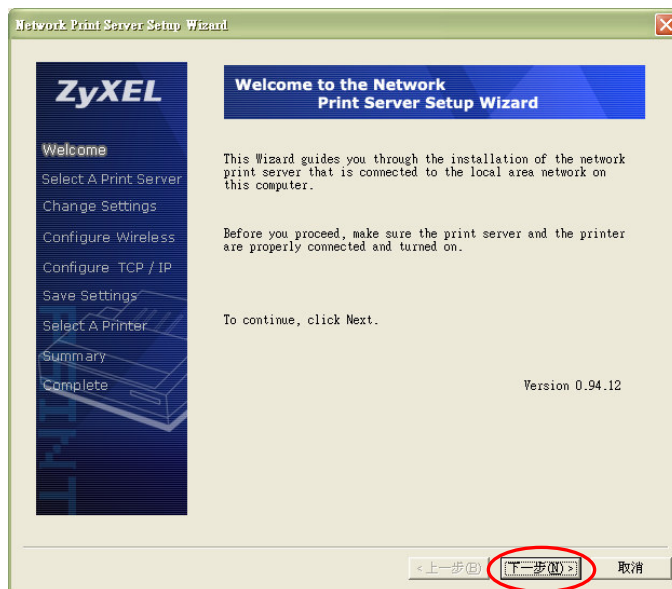 Network Print Server Setup Wizard
ZyXEL
Welcome
Select A Print Server
Change Settings
Configure Wireless
Configure TCP / IP
Save Settings
Select A Printer
Summary
Complete
PRINT
Welcome to the Network
Print Server Setup Wizard
This Wizard guides you through the installation of the network
print server that is connected to the local area network on
this computer.
Before you proceed, make sure the print server and the printer
are properly connected and turned on.
To continue, click Next.
Version 0.94.12
<上一步(B)
下一步(N)>
取消